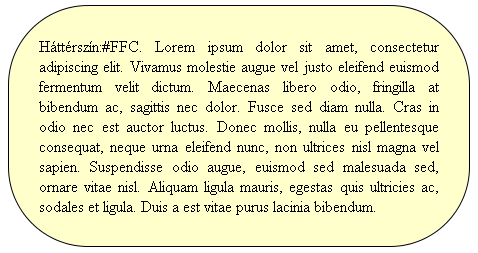 Háttérszín:#FFC. Lorem ipsum dolor sit amet, consectetur
adipiscing elit. Vivamus molestie augue vel justo eleifend euismod
fermentum velit dictum. Maecenas libero odio, fringilla at
bibendum ac, sagittis nec dolor. Fusce sed diam nulla. Cras in
odio nec est auctor luctus. Donec mollis, nulla eu pellentesque
consequat, neque urna eleifend nunc, non ultrices nisl magna vel
sapien. Suspendisse odio augue, euismod sed malesuada sed,
ornare vitae nisl. Aliquam ligula mauris, egestas quis ultricies ac,
sodales et ligula. Duis a est vitae purus lacinia bibendum.